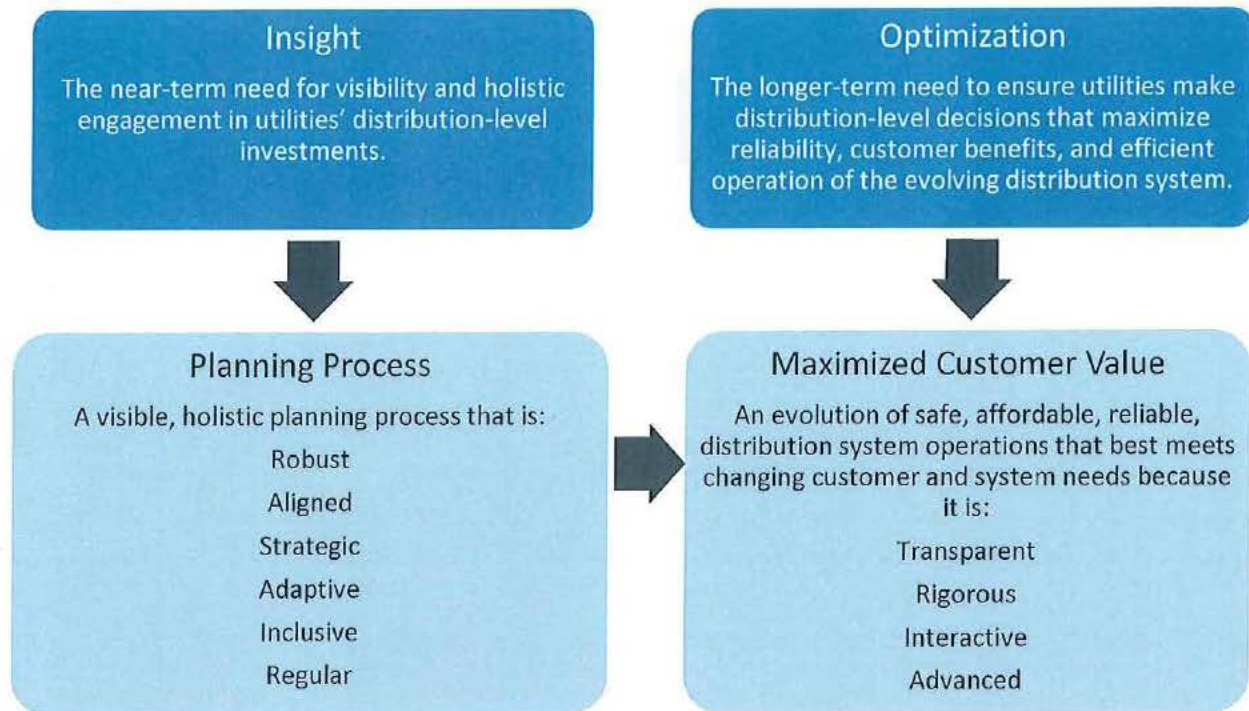 Insight
The near-term need for visibility and holistic
engagement in utilities' distribution-level
investments.
Optimization
The longer-term need to ensure utilities make
distribution-level decisions that maximize
reliability, customer benefits, and efficient
operation of the evolving distribution system.
Planning Process
A visible, holistic planning process that is:
Robust
Aligned
Strategic
Adaptive
Inclusive
Regular
Maximized Customer Value
An evolution of safe, affordable, reliable,
distribution system operations that best meets
changing customer and system needs because
it is:
Transparent
Rigorous
Interactive
Advanced